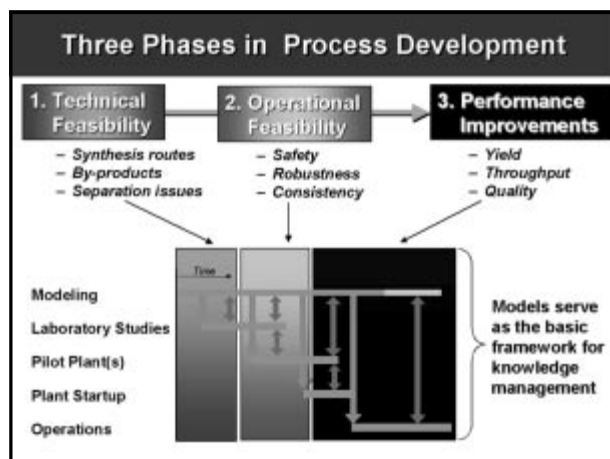 Three Phases in Process Development
1. Technical
Feasibility
2. Operational
Feasibility
3. Performance
Improvements
– Synthesis routes
– By-products
– Separation issues
– Safety
– Robustness
– Consistency
– Yield
– Throughput
– Quality
Time
Modeling
Laboratory Studies
Pilot Plant(s)
Plant Startup
Operations
Models serve
as the basic
framework for
knowledge
management